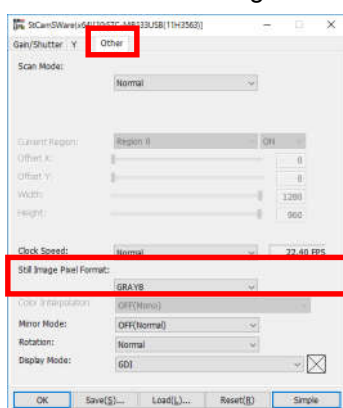 Gain/Shutter Y Other
Scan Mode:
Normal
Current Region: Region 0 ON
Offset X: 0
Offset Y: 0
Width: 1280
Height: 960
Clock Speed: Normal 22.40 FPS
Still Image Pixel Format:
GRAY8
Color Interpolation: OFF(Mono)
Mirror Mode: OFF(Normal)
Rotation: Normal
Display Mode: GDI
OK Save(S)... Load(L)... Reset(R) Simple